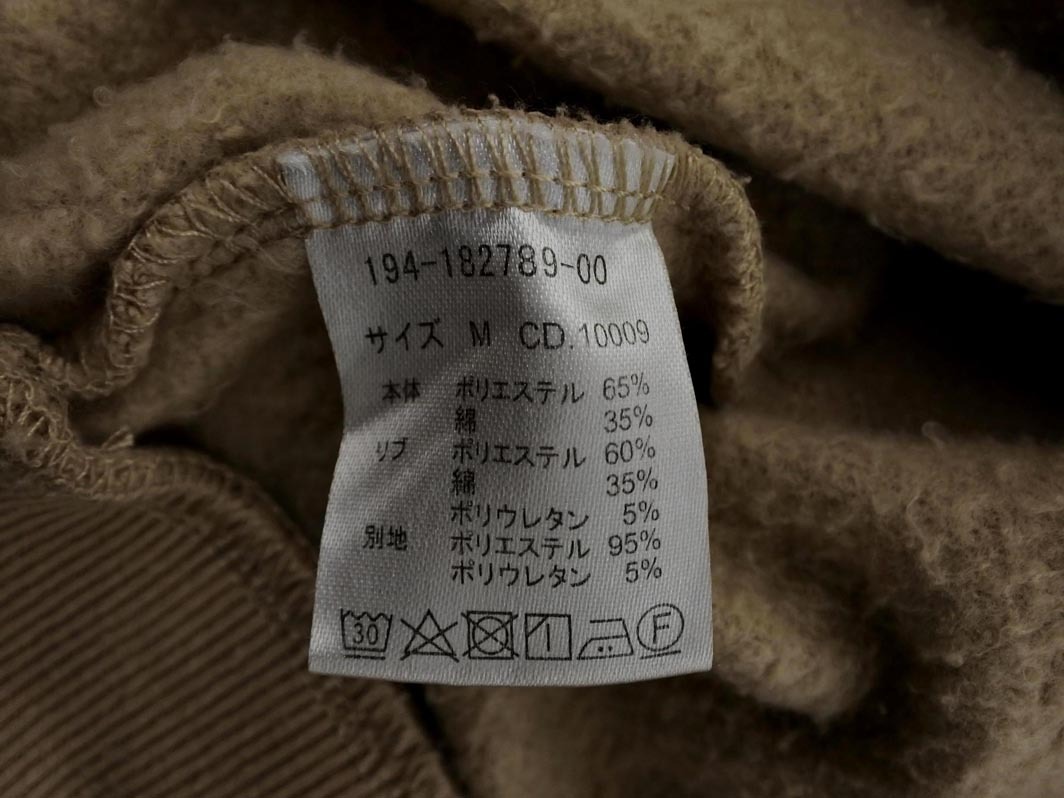 194-182789-00
サイズ M CD.10009
本体 ポリエステル 65%
綿 35%
リブ ポリエステル 60%
綿 35%
ポリウレタン 5%
別地 ポリエステル 95%
ポリウレタン 5%
30 F